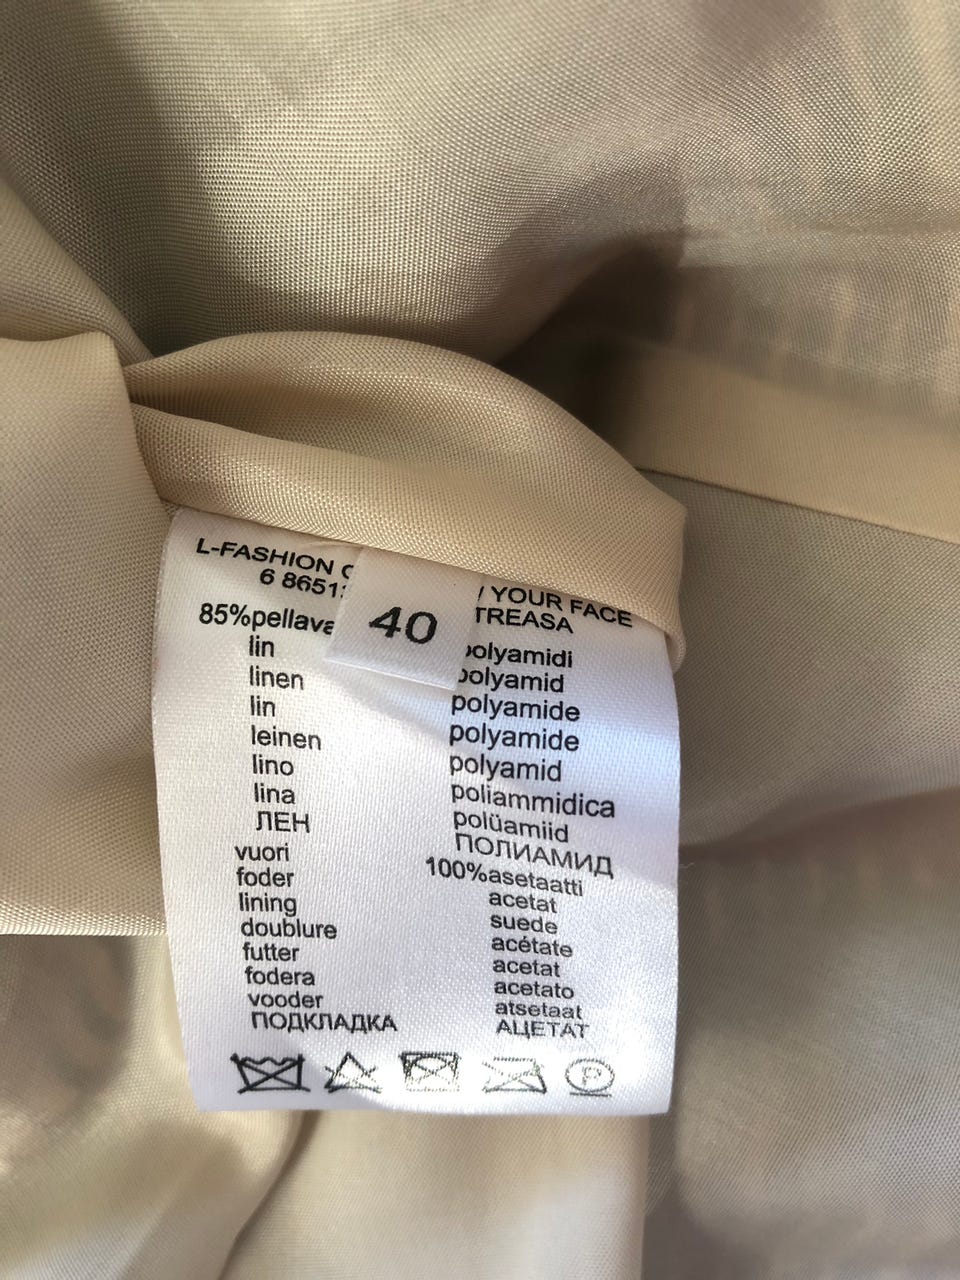 L-FASHION
YOUR FACE
6 8651
TREASA
40
85%pellava
polyamidi
lin
polyamid
linen
polyamide
lin
polyamide
leinen
polyamid
lino
poliammidica
lina
polüamiid
ЛЕН
ПОЛИАМИД
vuori
100%asetaatti
foder
acetat
lining
suede
doublure
acétate
futter
acetat
fodera
acetato
vooder
atsetaat
ПОДКЛАДКА
АЦЕТАТ
P